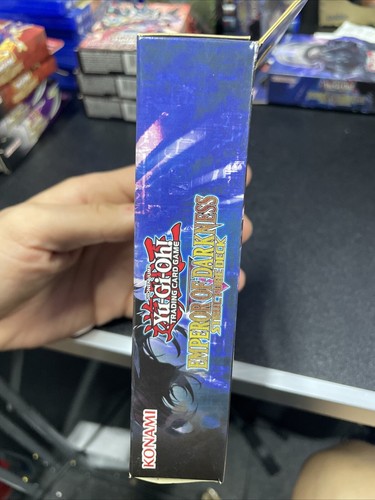 Yu-Gi-Oh!
TRADING CARD GAME
EMPEROR OF DARKNESS
STRUCTURE DECK
KONAMI